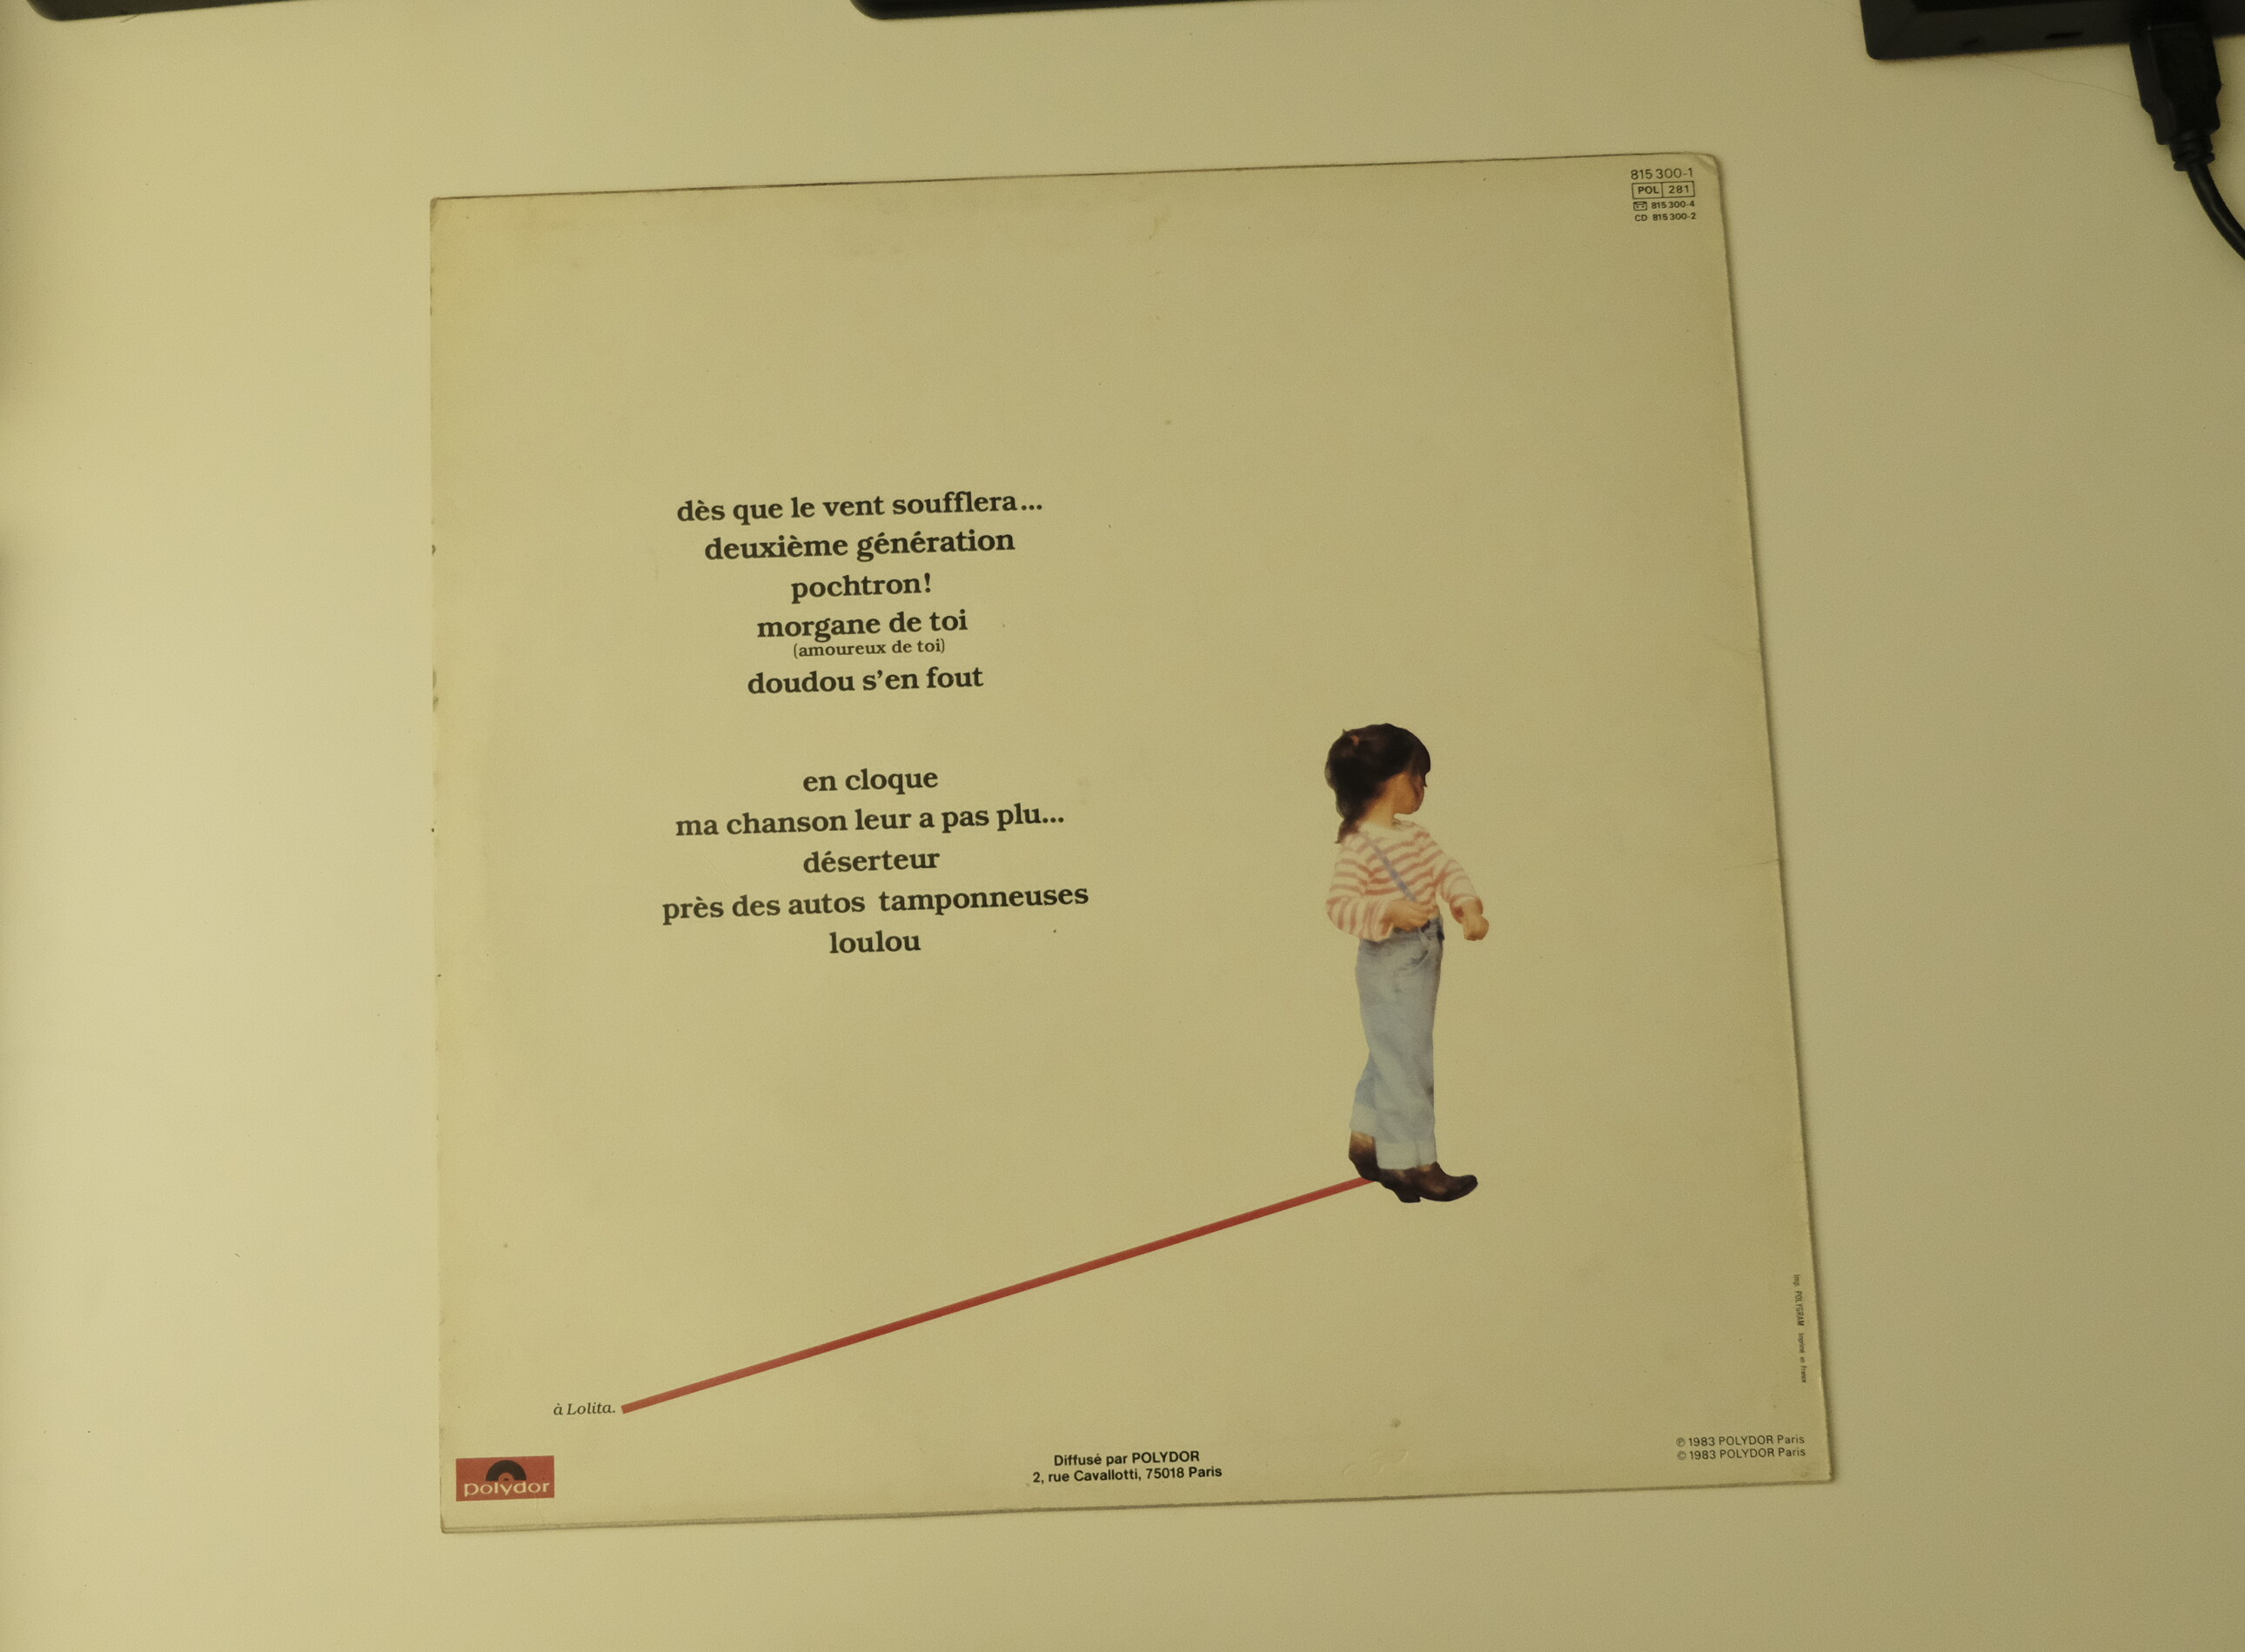 815 300-1
POL 281
815 300-4
CD 815 300-2
dès que le vent soufflera...
deuxième génération
pochtron!
morgane de toi
(amoureux de toi)
doudou s'en fout
en cloque
ma chanson leur a pas plu...
déserteur
près des autos tamponneuses
loulou
à Lolita.
polydor
Diffusé par POLYDOR
2, rue Cavallotti, 75018 Paris
Imp. POLYGRAM Imprimé en France
℗ 1983 POLYDOR Paris
© 1983 POLYDOR Paris